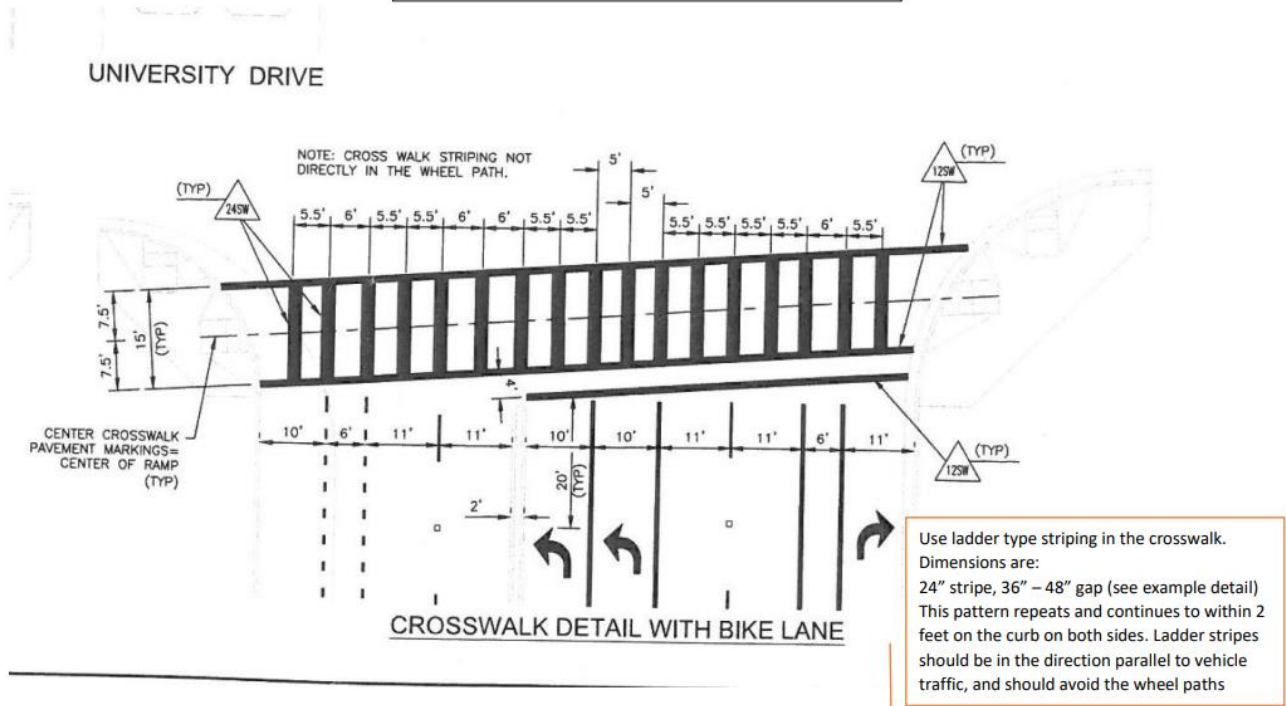 UNIVERSITY DRIVE
NOTE: CROSS WALK STRIPING NOT
DIRECTLY IN THE WHEEL PATH.
(TYP)
24SW
5.5' 6' 5.5' 5.5' 6' 6' 5.5' 5.5'
5'
5'
5.5' 5.5' 5.5' 5.5' 6' 5.5'
(TYP)
12SW
7.5'
7.5'
15'
(TYP)
4'
CENTER CROSSWALK
PAVEMENT MARKINGS=
CENTER OF RAMP
(TYP)
10' 6' 11' 11' 10' 10' 11' 11' 6' 11'
20'
(TYP)
2'
(TYP)
12SW
CROSSWALK DETAIL WITH BIKE LANE
Use ladder type striping in the crosswalk.
Dimensions are:
24” stripe, 36” – 48” gap (see example detail)
This pattern repeats and continues to within 2
feet on the curb on both sides. Ladder stripes
should be in the direction parallel to vehicle
traffic, and should avoid the wheel paths